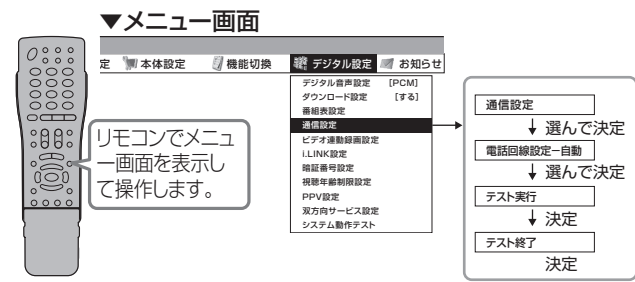 ▼メニュー画面
定 本体設定 機能切換 デジタル設定 お知らせ
デジタル音声設定 [PCM]
ダウンロード設定 [する]
番組表設定
通信設定
ビデオ連動録画設定
i.LINK設定
暗証番号設定
視聴年齢制限設定
PPV設定
双方向サービス設定
システム動作テスト
リモコンでメニュ
ー画面を表示し
て操作します。
通信設定
選んで決定
電話回線設定ー自動
選んで決定
テスト実行
決定
テスト終了
決定